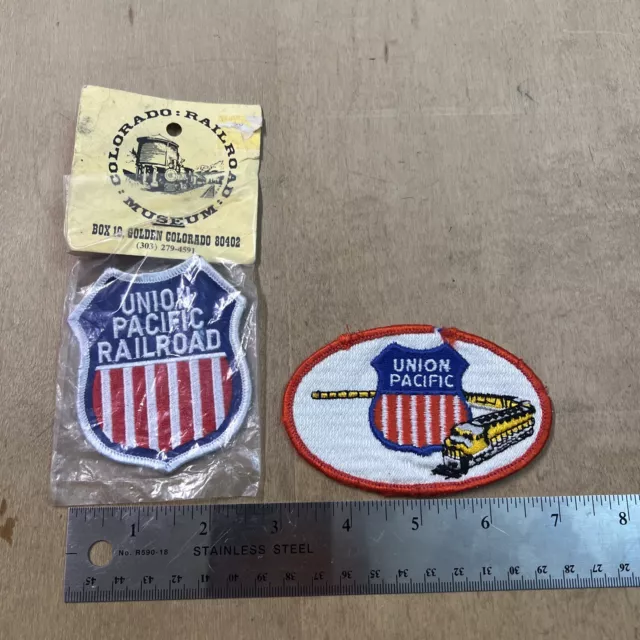 COLORADO : RAILROAD
: MUSEUM :
BOX 10, GOLDEN COLORADO 80402
(303) 279-4591
UNION
PACIFIC
RAILROAD
UNION
PACIFIC
1 2 3 4 5 6 7 8
No. R590-18 STAINLESS STEEL